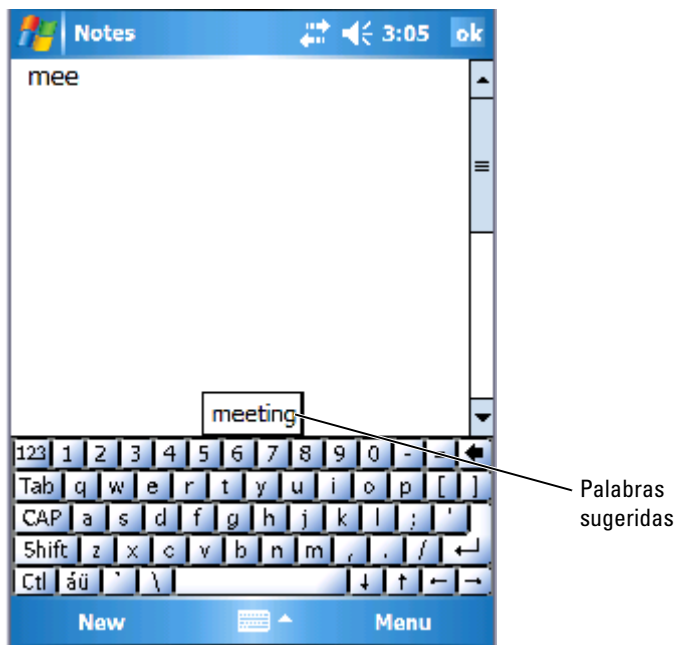 Notes 3:05 ok
mee
meeting
123 1 2 3 4 5 6 7 8 9 0 - =
Tab q w e r t y u i o p [ ]
CAP a s d f g h j k l ; '
Shift z x c v b n m , . /
Ctl áü ` \
New Menu
Palabras
sugeridas